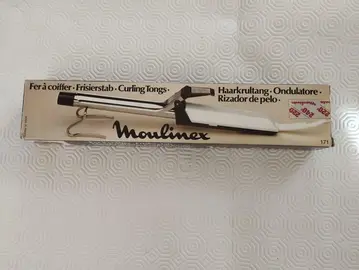 Fer à coiffer · Frisierstab · Curling Tongs ·
Haarkrultang · Ondulatore ·
Rizador de pelo ·
Moulinex
171